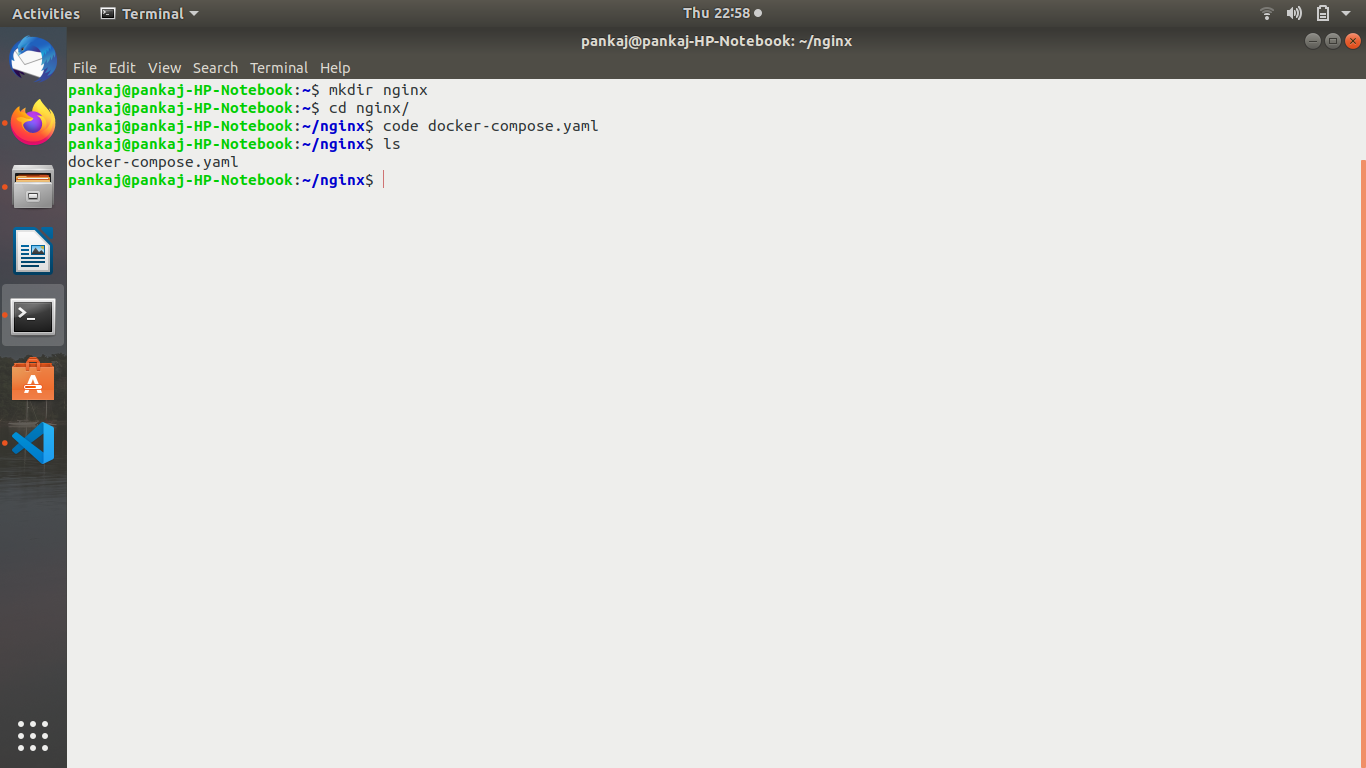 Activities Terminal Thu 22:58
pankaj@pankaj-HP-Notebook: ~/nginx
File Edit View Search Terminal Help
pankaj@pankaj-HP-Notebook:~$ mkdir nginx
pankaj@pankaj-HP-Notebook:~$ cd nginx/
pankaj@pankaj-HP-Notebook:~/nginx$ code docker-compose.yaml
pankaj@pankaj-HP-Notebook:~/nginx$ ls
docker-compose.yaml
pankaj@pankaj-HP-Notebook:~/nginx$